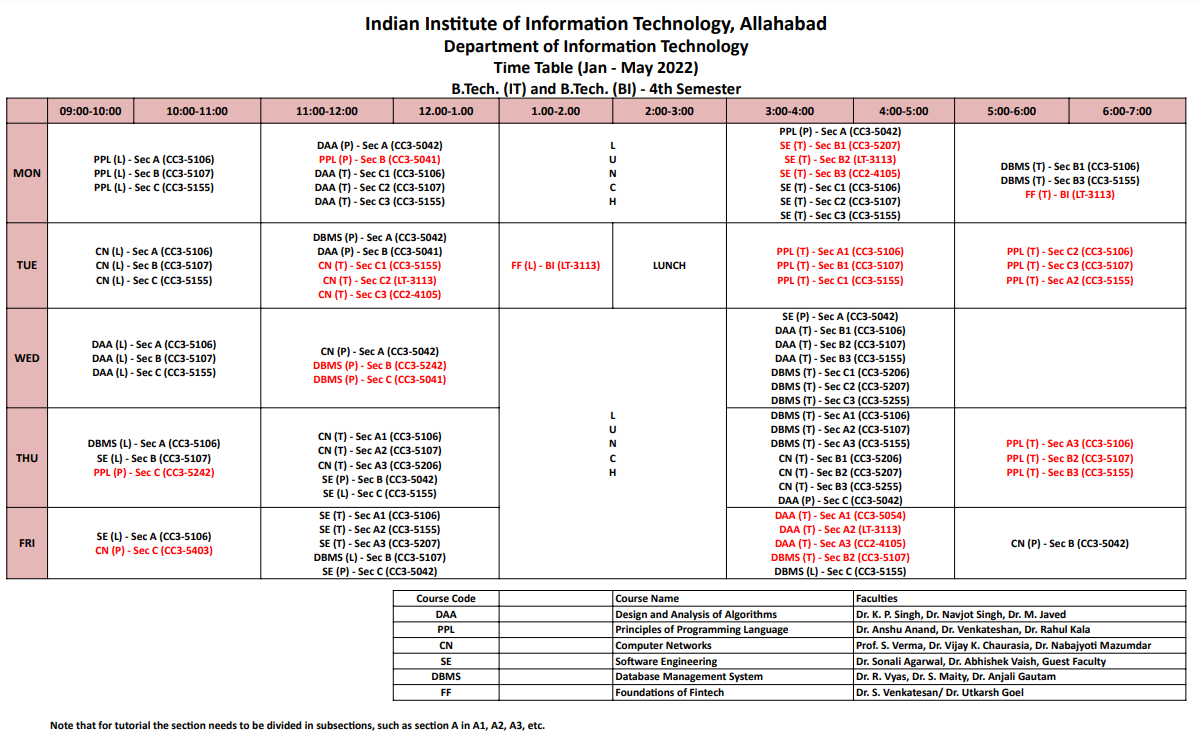 Indian Institute of Information Technology, Allahabad
Department of Information Technology
Time Table (Jan - May 2022)
B.Tech. (IT) and B.Tech. (BI) - 4th Semester
09:00-10:00 10:00-11:00 11:00-12:00 12.00-1.00 1.00-2.00 2:00-3:00 3:00-4:00 4:00-5:00 5:00-6:00 6:00-7:00
MON
PPL (L) - Sec A (CC3-5106)
PPL (L) - Sec B (CC3-5107)
PPL (L) - Sec C (CC3-5155)
DAA (P) - Sec A (CC3-5042)
PPL (P) - Sec B (CC3-5041)
DAA (T) - Sec C1 (CC3-5106)
DAA (T) - Sec C2 (CC3-5107)
DAA (T) - Sec C3 (CC3-5155)
L
U
N
C
H
PPL (P) - Sec A (CC3-5042)
SE (T) - Sec B1 (CC3-5207)
SE (T) - Sec B2 (LT-3113)
SE (T) - Sec B3 (CC2-4105)
SE (T) - Sec C1 (CC3-5106)
SE (T) - Sec C2 (CC3-5107)
SE (T) - Sec C3 (CC3-5155)
DBMS (T) - Sec B1 (CC3-5106)
DBMS (T) - Sec B3 (CC3-5155)
FF (T) - BI (LT-3113)
TUE
CN (L) - Sec A (CC3-5106)
CN (L) - Sec B (CC3-5107)
CN (L) - Sec C (CC3-5155)
DBMS (P) - Sec A (CC3-5042)
DAA (P) - Sec B (CC3-5041)
CN (T) - Sec C1 (CC3-5155)
CN (T) - Sec C2 (LT-3113)
CN (T) - Sec C3 (CC2-4105)
FF (L) - BI (LT-3113)
LUNCH
PPL (T) - Sec A1 (CC3-5106)
PPL (T) - Sec B1 (CC3-5107)
PPL (T) - Sec C1 (CC3-5155)
PPL (T) - Sec C2 (CC3-5106)
PPL (T) - Sec C3 (CC3-5107)
PPL (T) - Sec A2 (CC3-5155)
WED
DAA (L) - Sec A (CC3-5106)
DAA (L) - Sec B (CC3-5107)
DAA (L) - Sec C (CC3-5155)
CN (P) - Sec A (CC3-5042)
DBMS (P) - Sec B (CC3-5242)
DBMS (P) - Sec C (CC3-5041)
SE (P) - Sec A (CC3-5042)
DAA (T) - Sec B1 (CC3-5106)
DAA (T) - Sec B2 (CC3-5107)
DAA (T) - Sec B3 (CC3-5155)
DBMS (T) - Sec C1 (CC3-5206)
DBMS (T) - Sec C2 (CC3-5207)
DBMS (T) - Sec C3 (CC3-5255)
THU
DBMS (L) - Sec A (CC3-5106)
SE (L) - Sec B (CC3-5107)
PPL (P) - Sec C (CC3-5242)
CN (T) - Sec A1 (CC3-5106)
CN (T) - Sec A2 (CC3-5107)
CN (T) - Sec A3 (CC3-5206)
SE (P) - Sec B (CC3-5042)
SE (L) - Sec C (CC3-5155)
L
U
N
C
H
DBMS (T) - Sec A1 (CC3-5106)
DBMS (T) - Sec A2 (CC3-5107)
DBMS (T) - Sec A3 (CC3-5155)
CN (T) - Sec B1 (CC3-5206)
CN (T) - Sec B2 (CC3-5207)
CN (T) - Sec B3 (CC3-5255)
DAA (P) - Sec C (CC3-5042)
PPL (T) - Sec A3 (CC3-5106)
PPL (T) - Sec B2 (CC3-5107)
PPL (T) - Sec B3 (CC3-5155)
FRI
SE (L) - Sec A (CC3-5106)
CN (P) - Sec C (CC3-5403)
SE (T) - Sec A1 (CC3-5106)
SE (T) - Sec A2 (CC3-5155)
SE (T) - Sec A3 (CC3-5207)
DBMS (L) - Sec B (CC3-5107)
SE (P) - Sec C (CC3-5042)
DAA (T) - Sec A1 (CC3-5054)
DAA (T) - Sec A2 (LT-3113)
DAA (T) - Sec A3 (CC2-4105)
DBMS (T) - Sec B2 (CC3-5107)
DBMS (L) - Sec C (CC3-5155)
CN (P) - Sec B (CC3-5042)
Course Code Course Name Faculties
DAA Design and Analysis of Algorithms Dr. K. P. Singh, Dr. Navjot Singh, Dr. M. Javed
PPL Principles of Programming Language Dr. Anshu Anand, Dr. Venkateshan, Dr. Rahul Kala
CN Computer Networks Prof. S. Verma, Dr. Vijay K. Chaurasia, Dr. Nabajyoti Mazumdar
SE Software Engineering Dr. Sonali Agarwal, Dr. Abhishek Vaish, Guest Faculty
DBMS Database Management System Dr. R. Vyas, Dr. S. Maity, Dr. Anjali Gautam
FF Foundations of Fintech Dr. S. Venkatesan/ Dr. Utkarsh Goel
Note that for tutorial the section needs to be divided in subsections, such as section A in A1, A2, A3, etc.